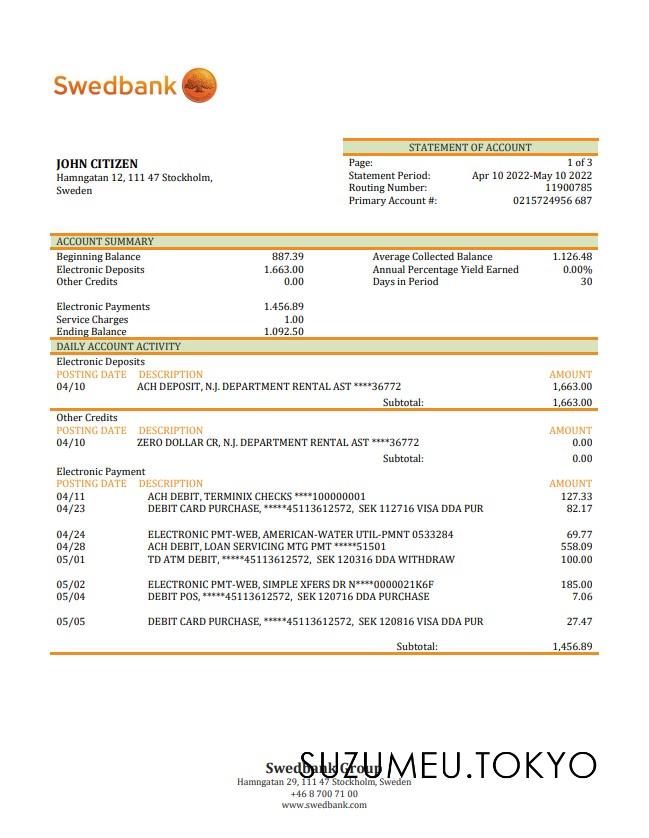 Swedbank
STATEMENT OF ACCOUNT
JOHN CITIZEN
Hamngatan 12, 111 47 Stockholm,
Sweden
Page: 1 of 3
Statement Period: Apr 10 2022-May 10 2022
Routing Number: 11900785
Primary Account #: 0215724956 687
ACCOUNT SUMMARY
Beginning Balance 887.39 Average Collected Balance 1.126.48
Electronic Deposits 1.663.00 Annual Percentage Yield Earned 0.00%
Other Credits 0.00 Days in Period 30
Electronic Payments 1.456.89
Service Charges 1.00
Ending Balance 1.092.50
DAILY ACCOUNT ACTIVITY
Electronic Deposits
POSTING DATE DESCRIPTION AMOUNT
04/10 ACH DEPOSIT, N.J. DEPARTMENT RENTAL AST ****36772 1,663.00
Subtotal: 1,663.00
Other Credits
POSTING DATE DESCRIPTION AMOUNT
04/10 ZERO DOLLAR CR, N.J. DEPARTMENT RENTAL AST ****36772 0.00
Subtotal: 0.00
Electronic Payment
POSTING DATE DESCRIPTION AMOUNT
04/11 ACH DEBIT, TERMINIX CHECKS ****100000001 127.33
04/23 DEBIT CARD PURCHASE, *****45113612572, SEK 112716 VISA DDA PUR 82.17
04/24 ELECTRONIC PMT-WEB, AMERICAN-WATER UTIL-PMNT 0533284 69.77
04/28 ACH DEBIT, LOAN SERVICING MTG PMT *****51501 558.09
05/01 TD ATM DEBIT, *****45113612572, SEK 120316 DDA WITHDRAW 100.00
05/02 ELECTRONIC PMT-WEB, SIMPLE XFERS DR N****0000021K6F 185.00
05/04 DEBIT POS, *****45113612572, SEK 120716 DDA PURCHASE 7.06
05/05 DEBIT CARD PURCHASE, *****45113612572, SEK 120816 VISA DDA PUR 27.47
Subtotal: 1,456.89
Swedbank Group
SUZUMEU.TOKYO
Hamngatan 29, 111 47 Stockholm, Sweden
+46 8 700 71 00
www.swedbank.com